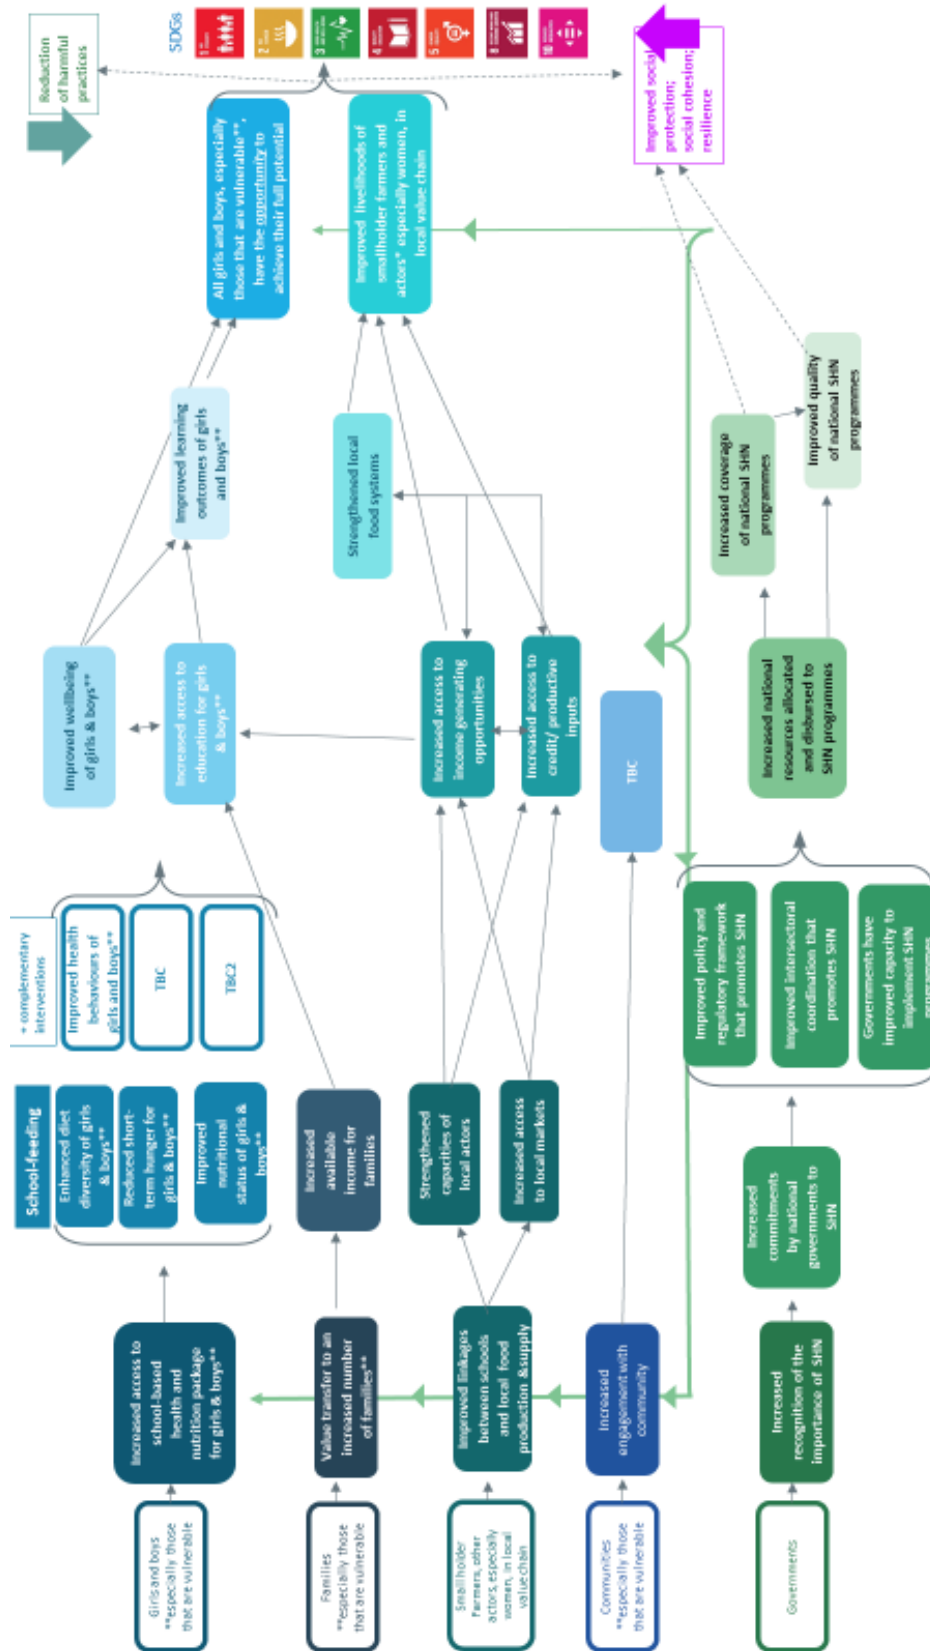 Girls and boys
**especially those
that are vulnerable
Families
**especially those
that are vulnerable
Small holder
Farmers, other
actors, especially
women, in local
value chain
Communities
**especially those
that are vulnerable
Governments
Increased access to
school-based
health and
nutrition package
for girls & boys**
Value transfer to an
increased number
of families**
Improved linkages
between schools
and local food
production &supply
Increased
engagement with
community
Increased
recognition of the
importance of SHN
School-feeding
Enhanced diet
diversity of girls
& boys**
Reduced short-
term hunger for
girls & boys**
Improved
nutritional
status of girls &
boys**
Increased
available
income for
families
Strengthened
capacities of
local actors
Increased access
to local markets
Increased
commitments
by national
governments to
SHN
+ complementary
interventions
Improved health
behaviours of
girls and boys**
TBC
TBC2
TBC
Improved policy and
regulatory framework
that promotes SHN
Improved intersectoral
coordination that
promotes SHN
Governments have
improved capacity to
implement SHN
programmes
Improved wellbeing
of girls & boys**
Increased access to
education for girls
& boys**
Increased access to
income generating
opportunities
Increased access to
credit/ productive
inputs
Increased national
resources allocated
and disbursed to
SHN programmes
Improved learning
outcomes of girls
and boys**
Strengthened local
food systems
Increased coverage
of national SHN
programmes
Improved quality
of national SHN
programmes
All girls and boys, especially
those that are vulnerable**,
have the opportunity to
achieve their full potential
Improved livelihoods of
smallholder farmers and
actors* especially women, in
local value chain
Reduction
of harmful
practices
SDGs
1
2
3
4
5
8
10
Improved social
protection;
social cohesion;
resilience